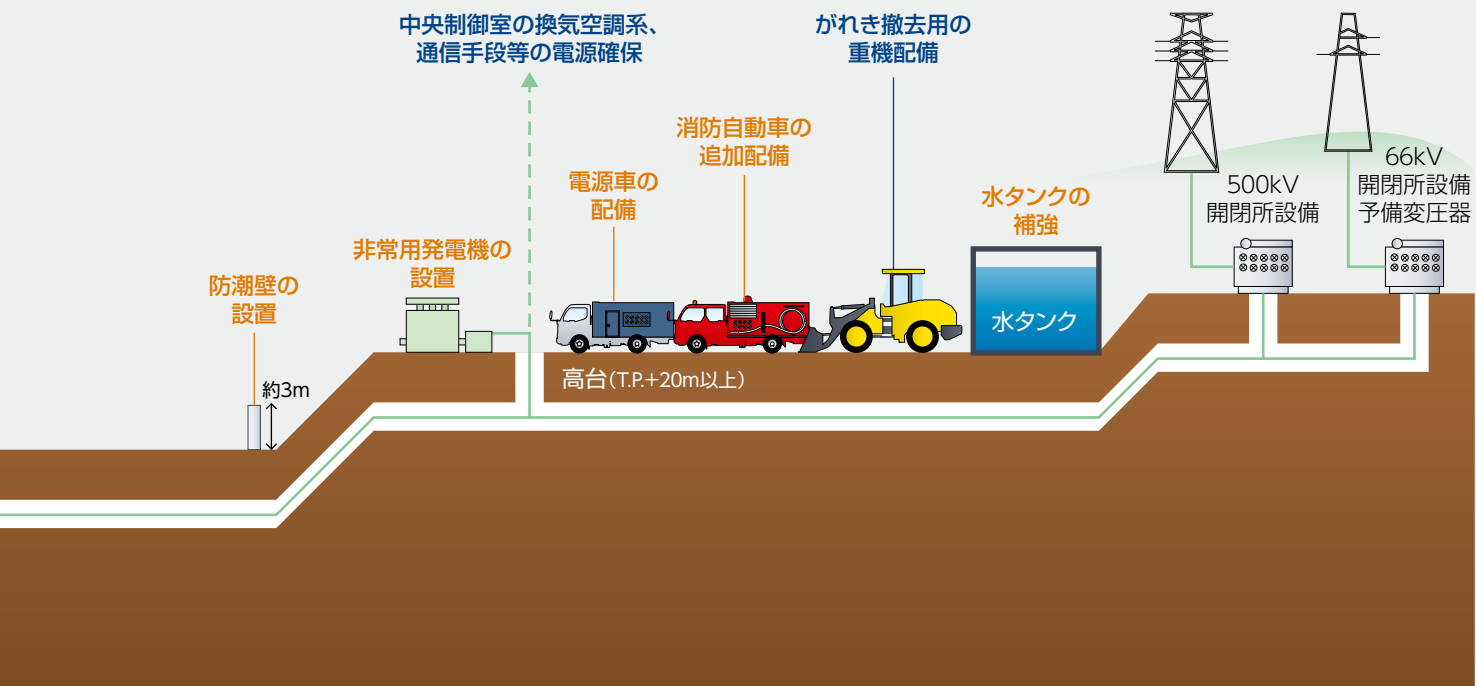 中央制御室の換気空調系、
通信手段等の電源確保
がれき撤去用の
重機配備
消防自動車の
追加配備
電源車の
配備
66kV
開閉所設備
予備変圧器
500kV
開閉所設備
水タンクの
補強
非常用発電機の
設置
防潮壁の
設置
水タンク
高台(T.P.+20m以上)
約3m